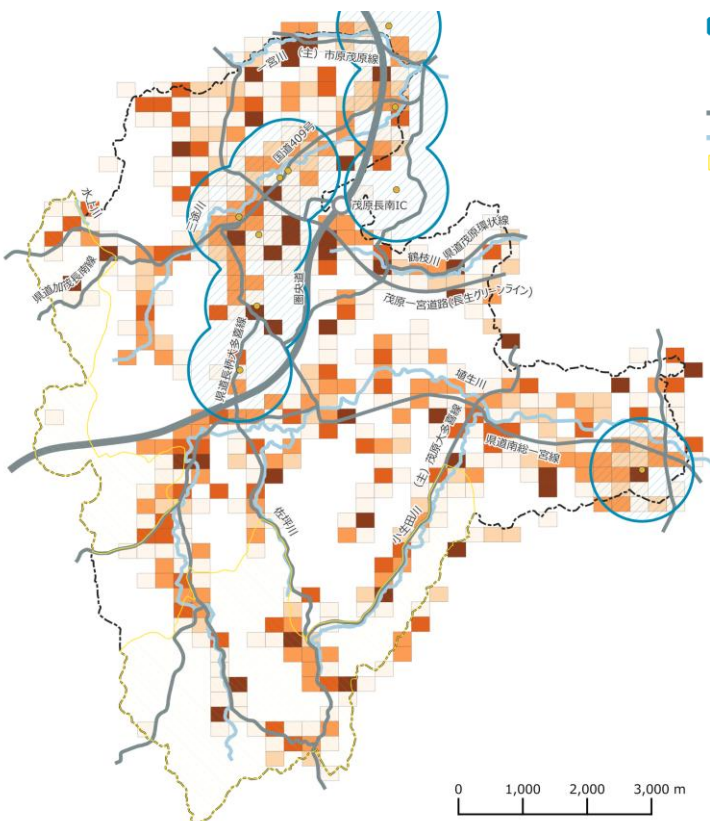 一宮川
(主)市原茂原線
国道409号
水上川
三途川
茂原長南IC
鶴枝川
県道茂原環状線
県道加茂長南線
圏央道
茂原一宮道路(長生グリーンライン)
県道長柄大多喜線
埴生川
(主)茂原大多喜線
県道南総一宮線
佐坪川
小生田川
0 1,000 2,000 3,000 m